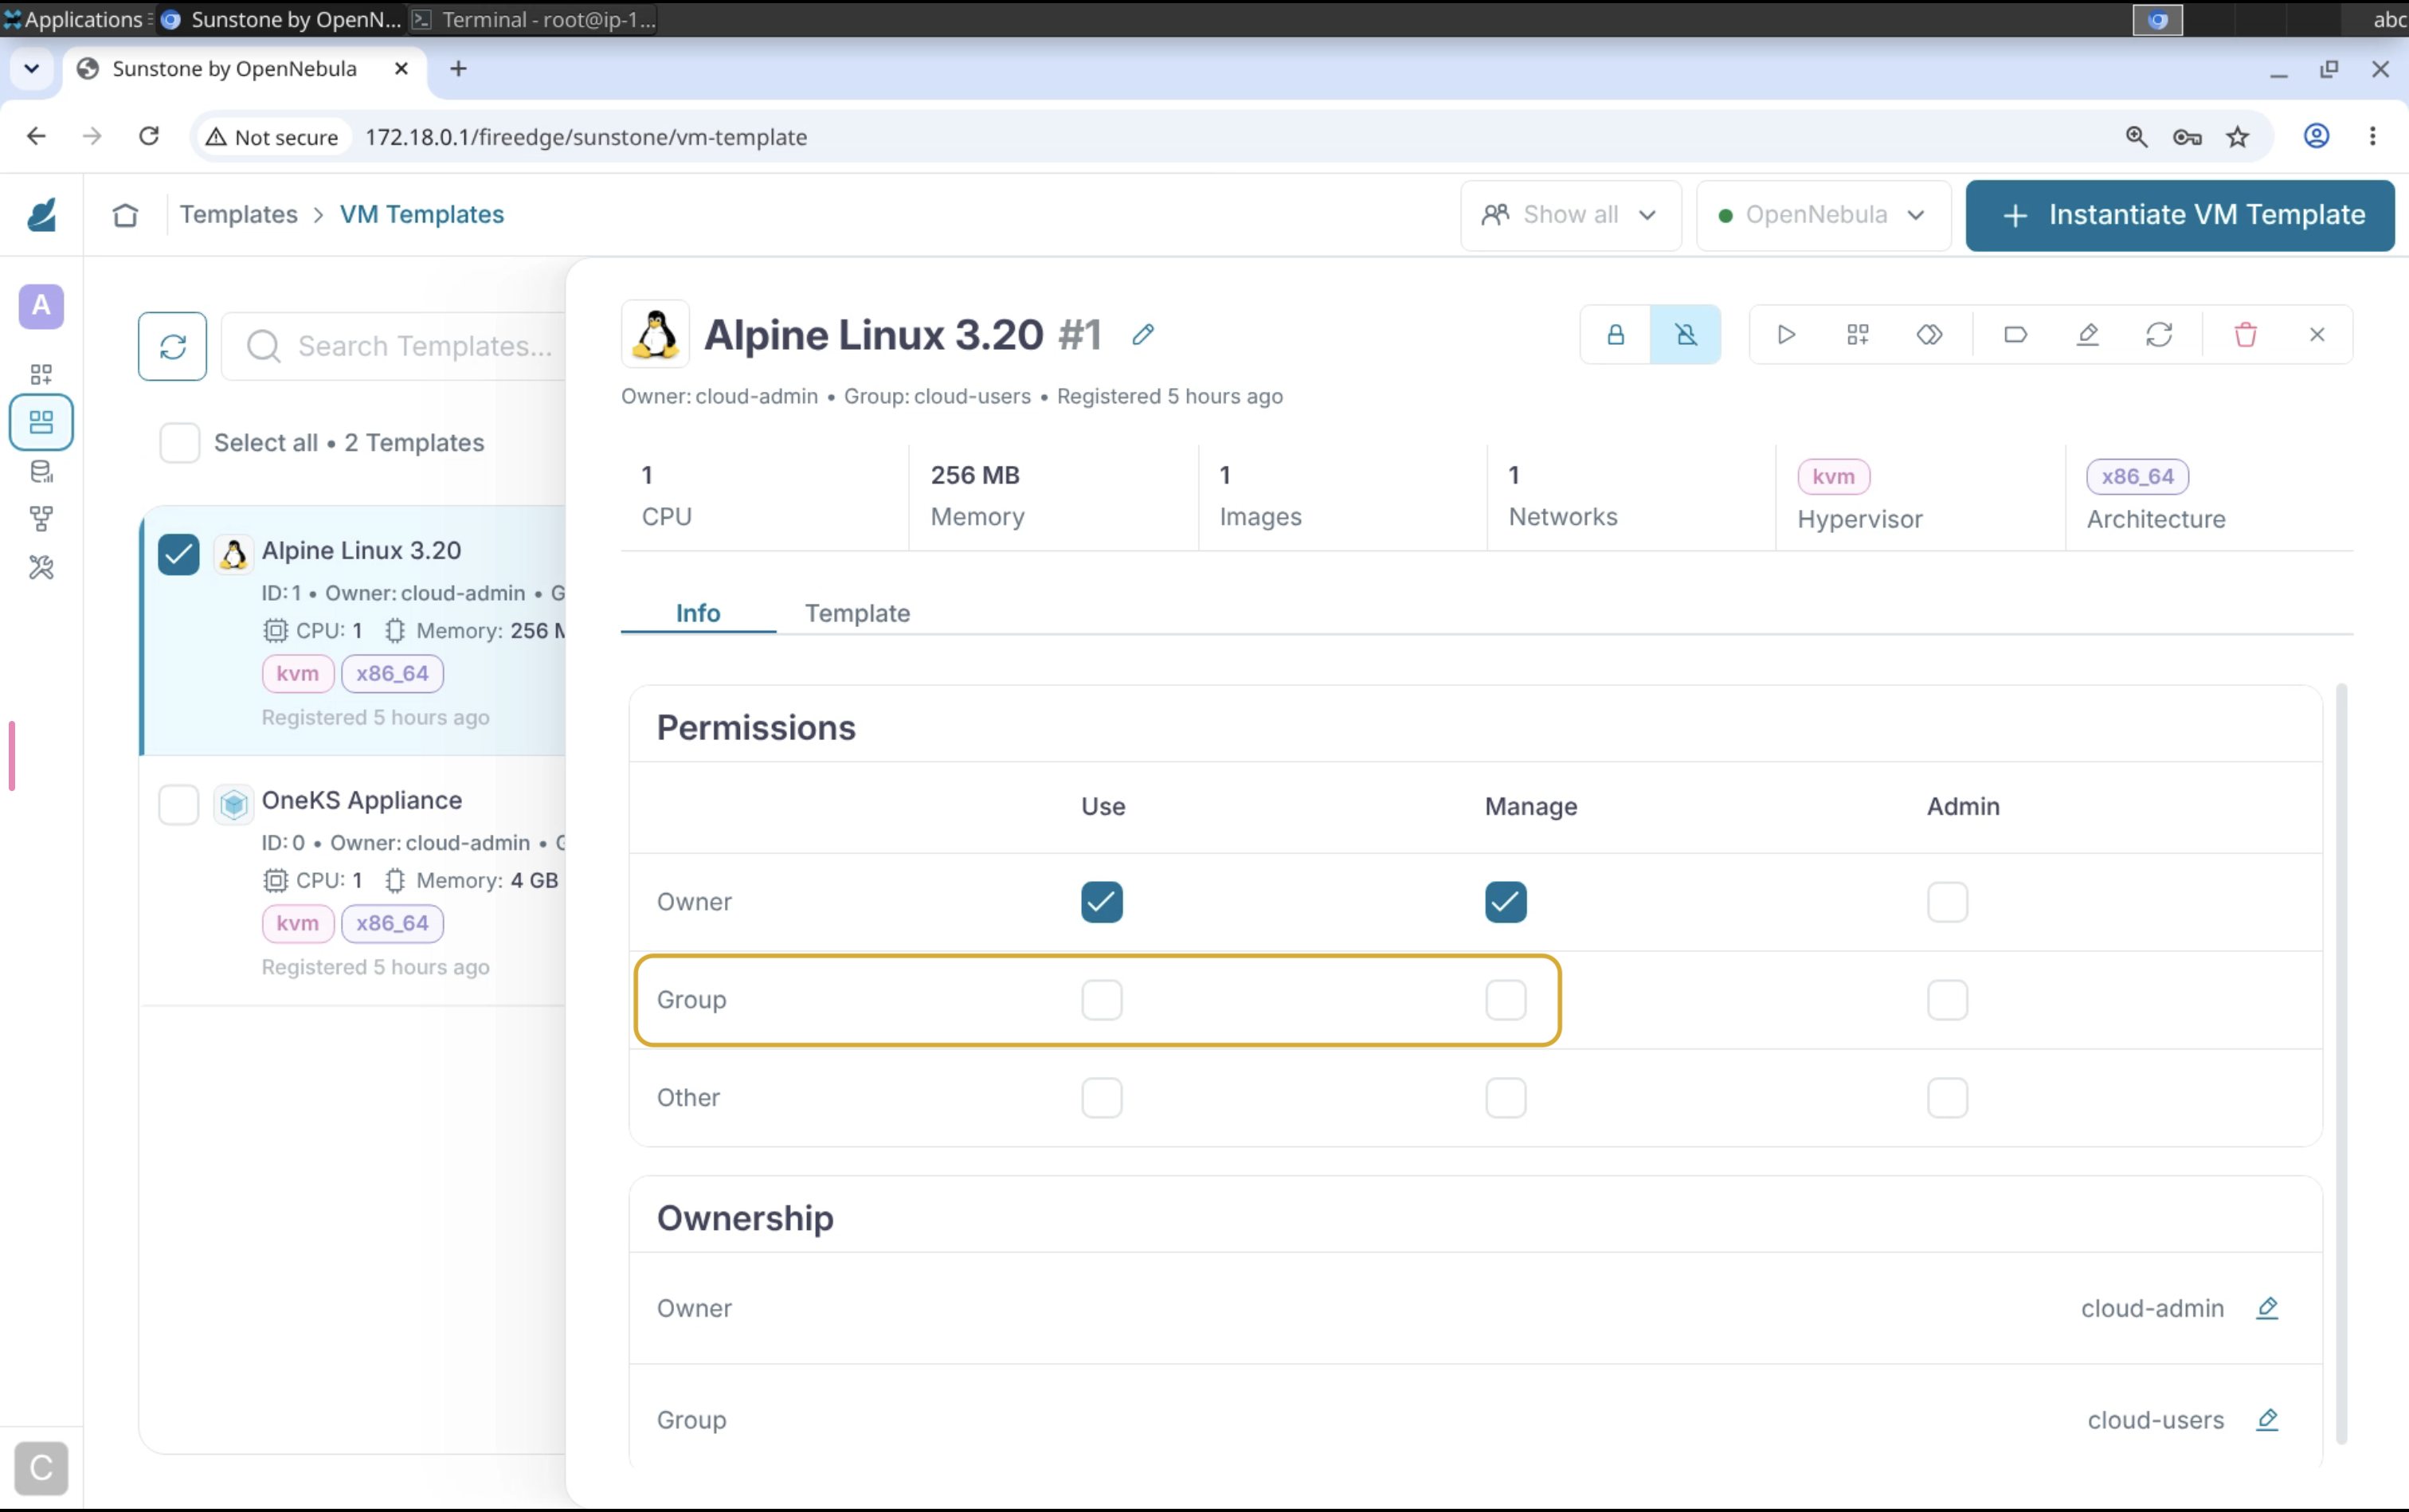 Applications
Sunstone by OpenN...
Terminal - root@ip-1...
abc
Sunstone by OpenNebula
Not secure
172.18.0.1/fireedge/sunstone/vm-template
Templates > VM Templates
Show all
OpenNebula
+ Instantiate VM Template
A
Search Templates...
Select all • 2 Templates
Alpine Linux 3.20
ID: 1 • Owner: cloud-admin • G
CPU: 1 Memory: 256 M
kvm x86_64
Registered 5 hours ago
OneKS Appliance
ID: 0 • Owner: cloud-admin • G
CPU: 1 Memory: 4 GB
kvm x86_64
Registered 5 hours ago
C
Alpine Linux 3.20 #1
Owner: cloud-admin • Group: cloud-users • Registered 5 hours ago
1
CPU
256 MB
Memory
1
Images
1
Networks
kvm
Hypervisor
x86_64
Architecture
Info Template
Permissions
Use Manage Admin
Owner
Group
Other
Ownership
Owner cloud-admin
Group cloud-users